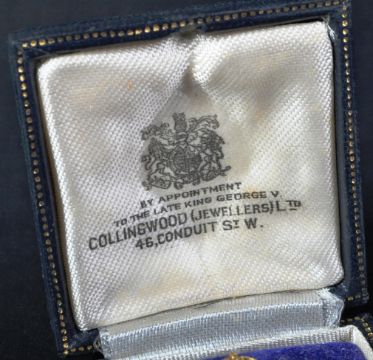 BY APPOINTMENT
TO THE LATE KING GEORGE V.
COLLINGWOOD (JEWELLERS) LTD
46, CONDUIT ST W.